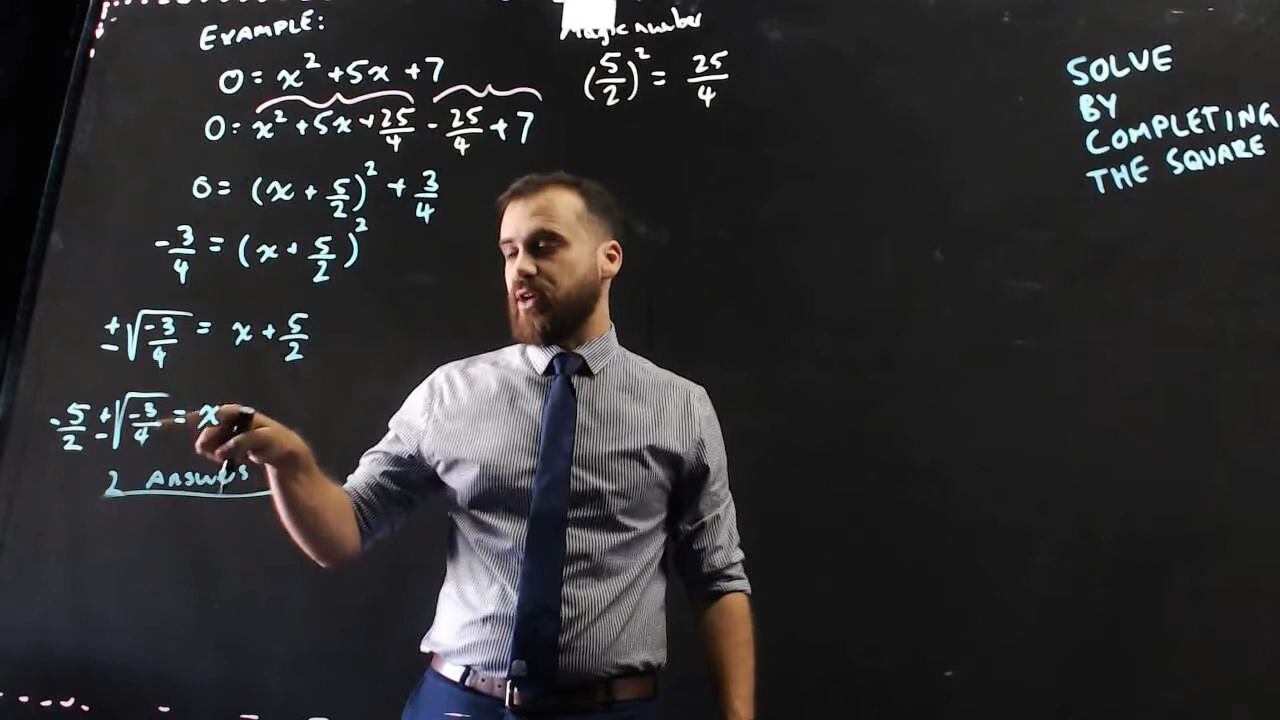 EXAMPLE:
0 = x² + 5x + 7
0 = x² + 5x + 25/4 - 25/4 + 7
0 = (x + 5/2)² + 3/4
-3/4 = (x + 5/2)²
±√(-3/4) = x + 5/2
-5/2 ± √(-3/4) = x
2 ANSWERS
Magic number
(5/2)² = 25/4
SOLVE
BY
COMPLETING
THE SQUARE